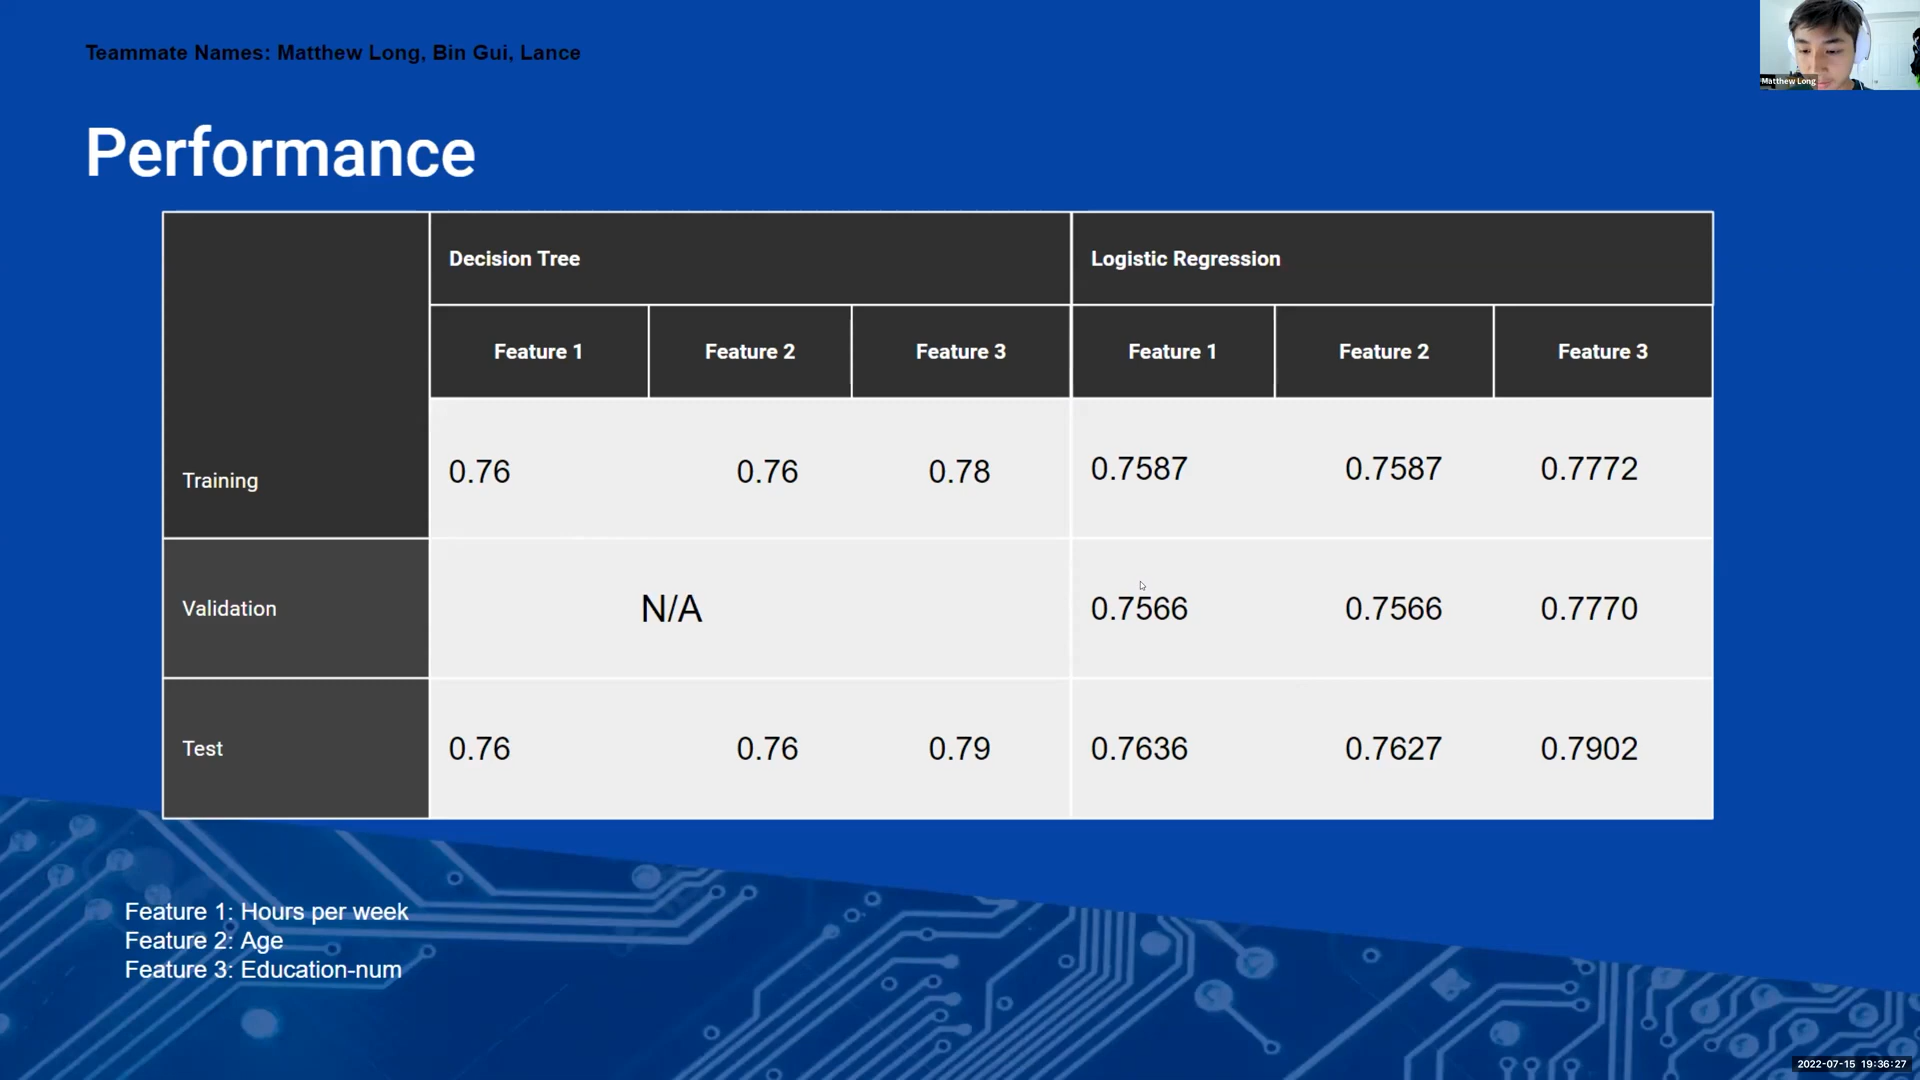 Teammate Names: Matthew Long, Bin Gui, Lance
Matthew Long
Performance
Decision Tree Logistic Regression
Feature 1 Feature 2 Feature 3 Feature 1 Feature 2 Feature 3
Training 0.76 0.76 0.78 0.7587 0.7587 0.7772
Validation N/A 0.7566 0.7566 0.7770
Test 0.76 0.76 0.79 0.7636 0.7627 0.7902
Feature 1: Hours per week
Feature 2: Age
Feature 3: Education-num
2022-07-15 19:36:27